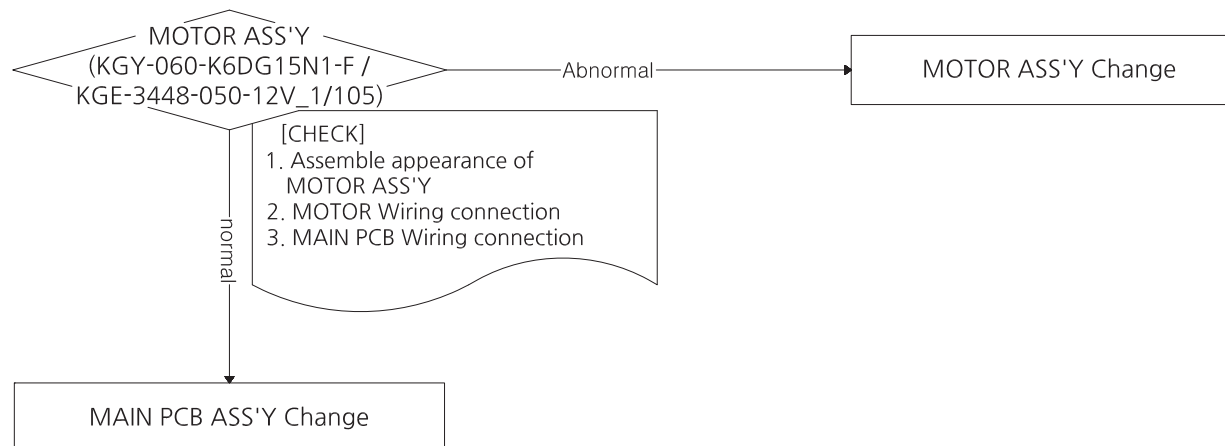 MOTOR ASS'Y
(KGY-060-K6DG15N1-F /
KGE-3448-050-12V_1/105)
Abnormal
MOTOR ASS'Y Change
[CHECK]
1. Assemble appearance of
MOTOR ASS'Y
2. MOTOR Wiring connection
3. MAIN PCB Wiring connection
normal
MAIN PCB ASS'Y Change